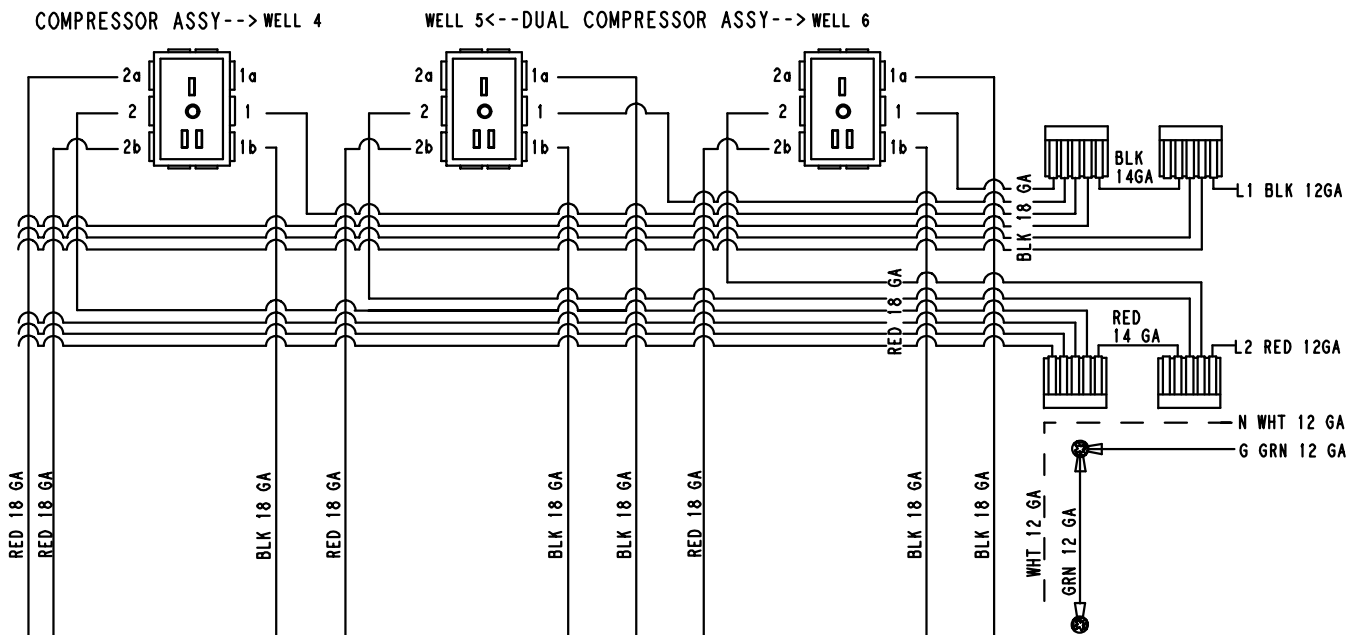 COMPRESSOR ASSY--> WELL 4
WELL 5<--DUAL COMPRESSOR ASSY--> WELL 6
2a
1a
2
1
2b
1b
2a
1a
2
1
2b
1b
2a
1a
2
1
2b
1b
BLK
14GA
L1 BLK 12GA
BLK 18 GA
RED 18 GA
RED
14 GA
L2 RED 12GA
N WHT 12 GA
G GRN 12 GA
RED 18 GA
RED 18 GA
BLK 18 GA
RED 18 GA
BLK 18 GA
BLK 18 GA
RED 18 GA
BLK 18 GA
BLK 18 GA
WHT 12 GA
GRN 12 GA